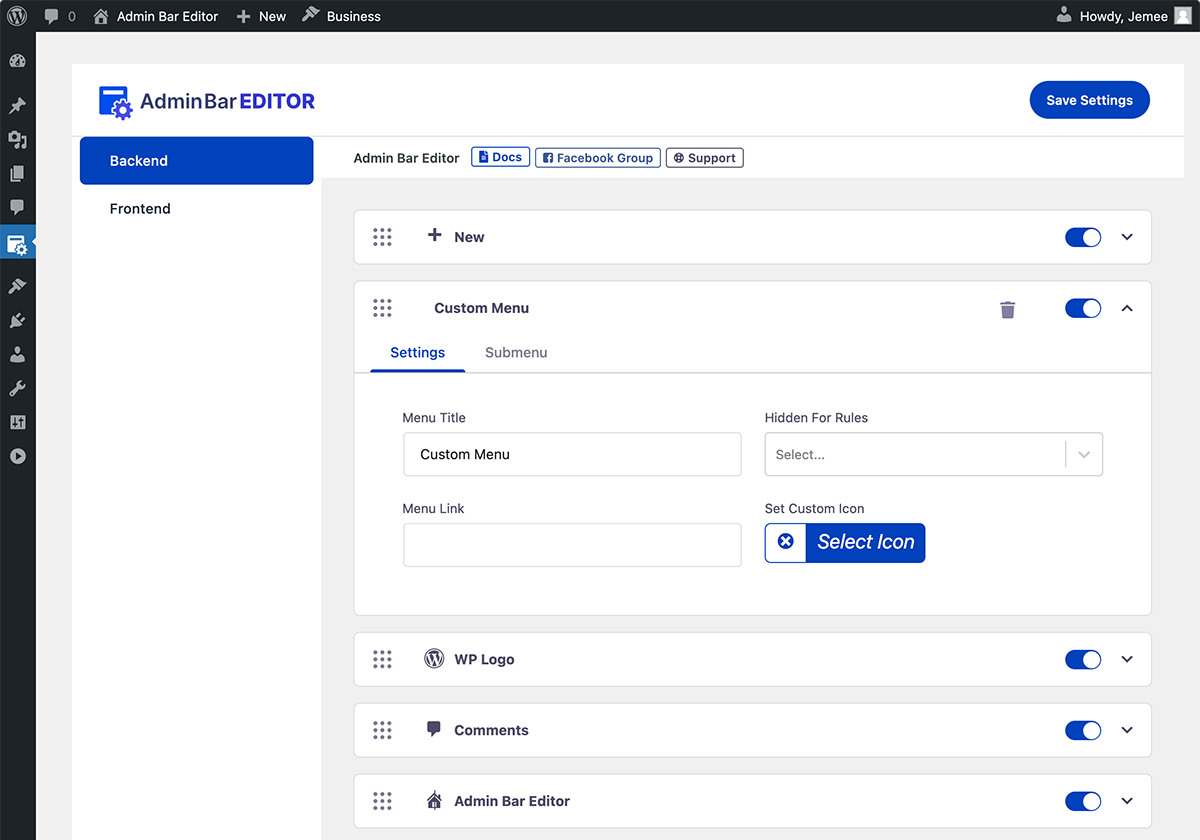 0 Admin Bar Editor New Business Howdy, Jemee
Admin Bar EDITOR Save Settings
Backend
Admin Bar Editor Docs Facebook Group Support
Frontend
New
Custom Menu
Settings Submenu
Menu Title Hidden For Rules
Custom Menu Select...
Menu Link Set Custom Icon
Select Icon
WP Logo
Comments
Admin Bar Editor